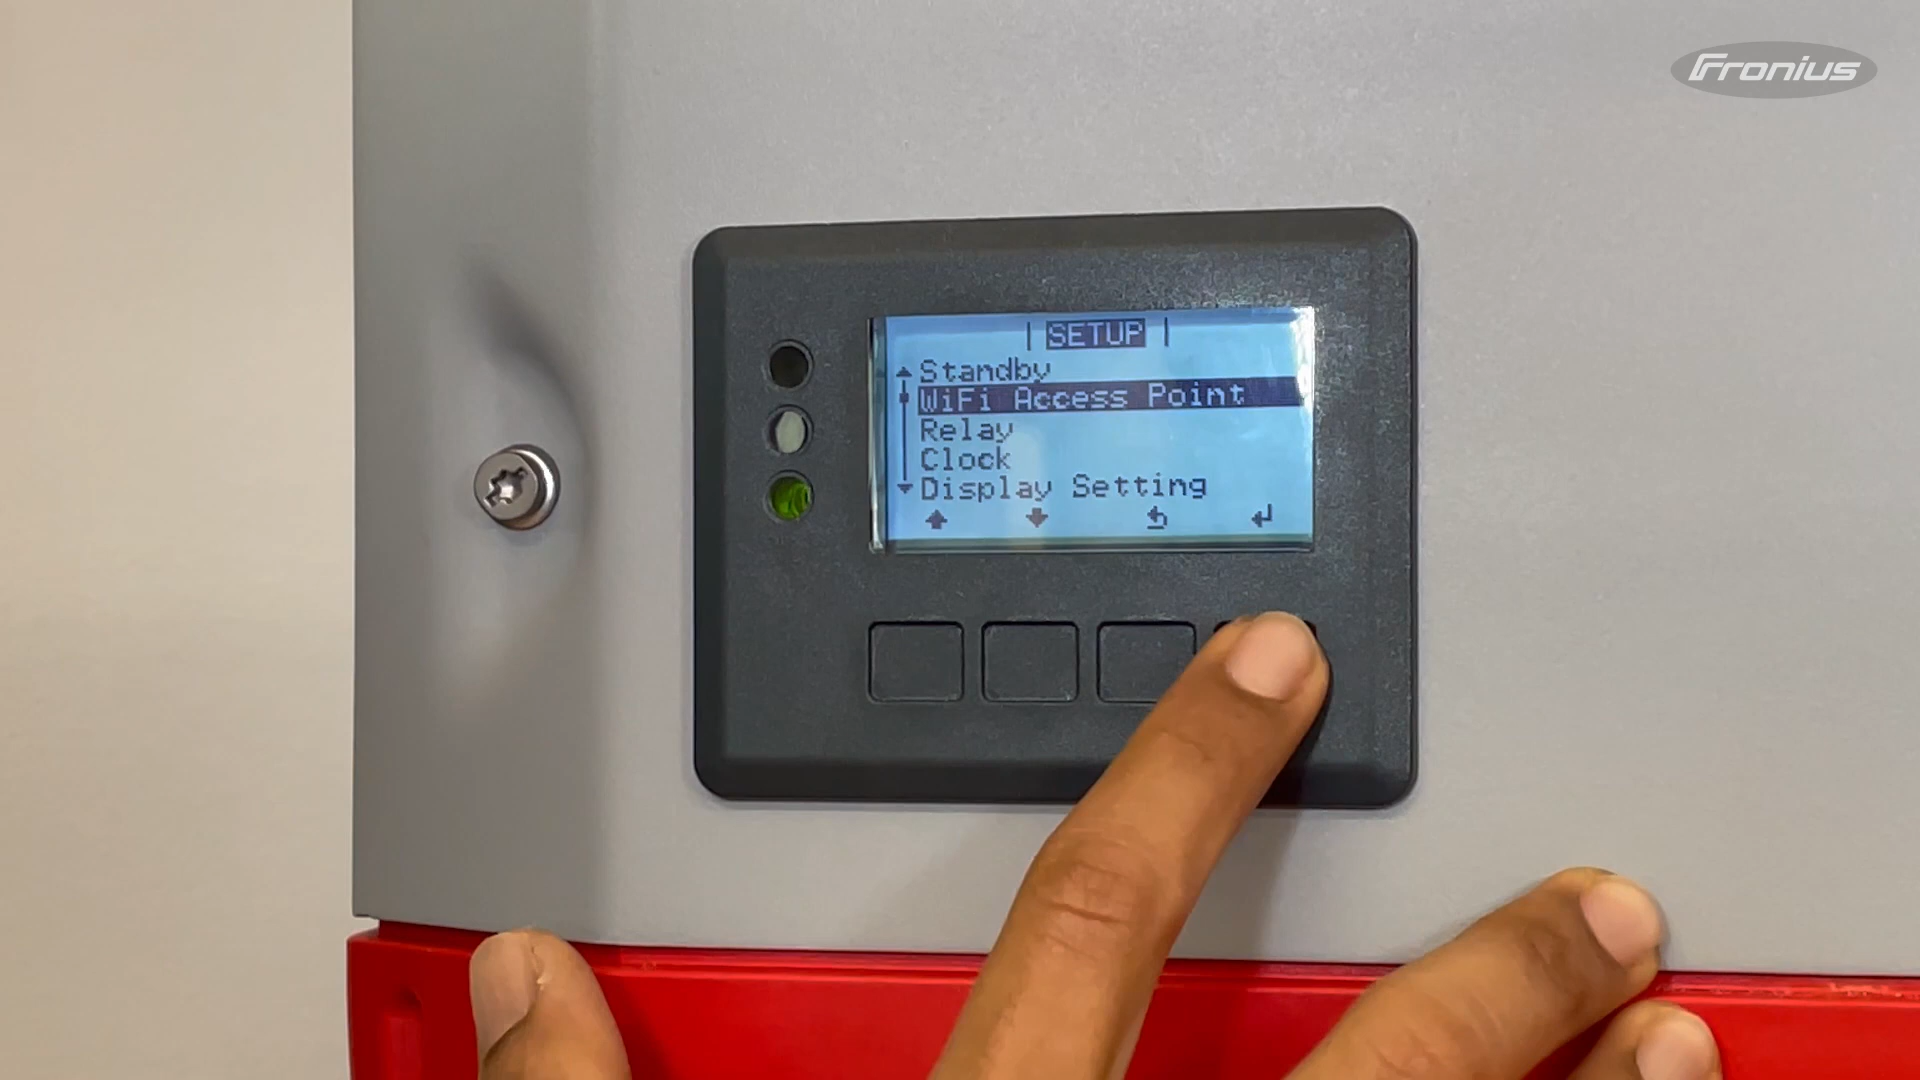 Fronius
SETUP
Standby
WiFi Access Point
Relay
Clock
Display Setting